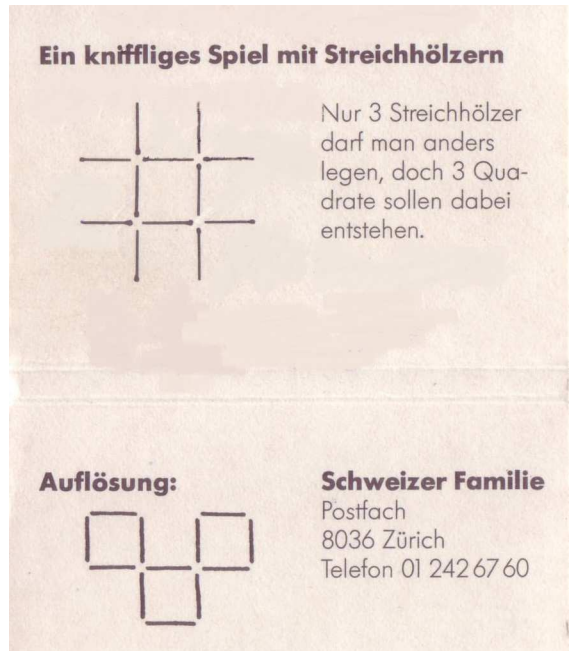 Ein kniffliges Spiel mit Streichhölzern
Nur 3 Streichhölzer
darf man anders
legen, doch 3 Qua-
drate sollen dabei
entstehen.
Auflösung:
Schweizer Familie
Postfach
8036 Zürich
Telefon 01 242 67 60